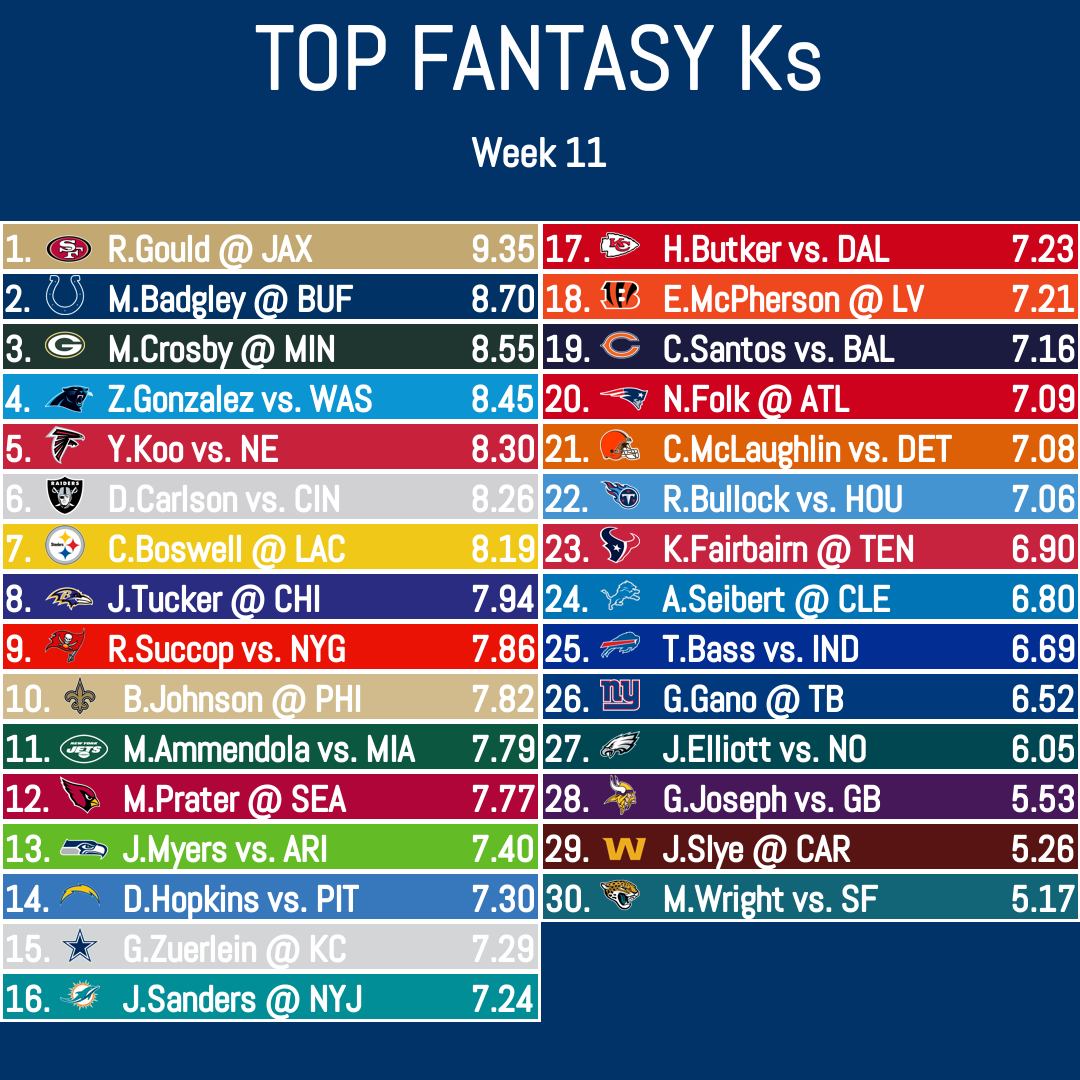 TOP FANTASY Ks
Week 11
1. R.Gould @ JAX 9.35
2. M.Badgley @ BUF 8.70
3. M.Crosby @ MIN 8.55
4. Z.Gonzalez vs. WAS 8.45
5. Y.Koo vs. NE 8.30
6. D.Carlson vs. CIN 8.26
7. C.Boswell @ LAC 8.19
8. J.Tucker @ CHI 7.94
9. R.Succop vs. NYG 7.86
10. B.Johnson @ PHI 7.82
11. M.Ammendola vs. MIA 7.79
12. M.Prater @ SEA 7.77
13. J.Myers vs. ARI 7.40
14. D.Hopkins vs. PIT 7.30
15. G.Zuerlein @ KC 7.29
16. J.Sanders @ NYJ 7.24
17. H.Butker vs. DAL 7.23
18. E.McPherson @ LV 7.21
19. C.Santos vs. BAL 7.16
20. N.Folk @ ATL 7.09
21. C.McLaughlin vs. DET 7.08
22. R.Bullock vs. HOU 7.06
23. K.Fairbairn @ TEN 6.90
24. A.Seibert @ CLE 6.80
25. T.Bass vs. IND 6.69
26. G.Gano @ TB 6.52
27. J.Elliott vs. NO 6.05
28. G.Joseph vs. GB 5.53
29. J.Slye @ CAR 5.26
30. M.Wright vs. SF 5.17